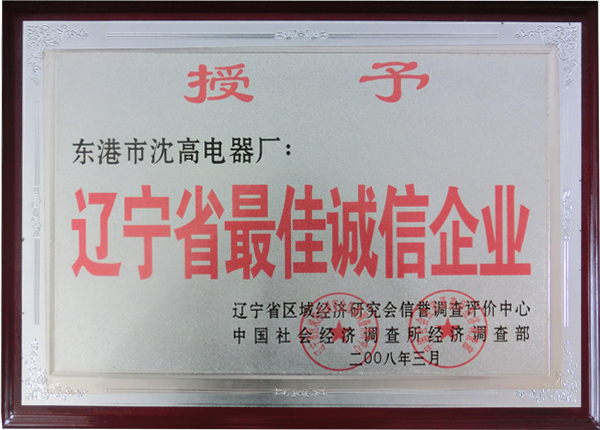 授予
东港市沈高电器厂：
辽宁省最佳诚信企业
辽宁省区域经济研究会信誉调查评价中心
中国社会经济调查所经济调查部
二00八年三月